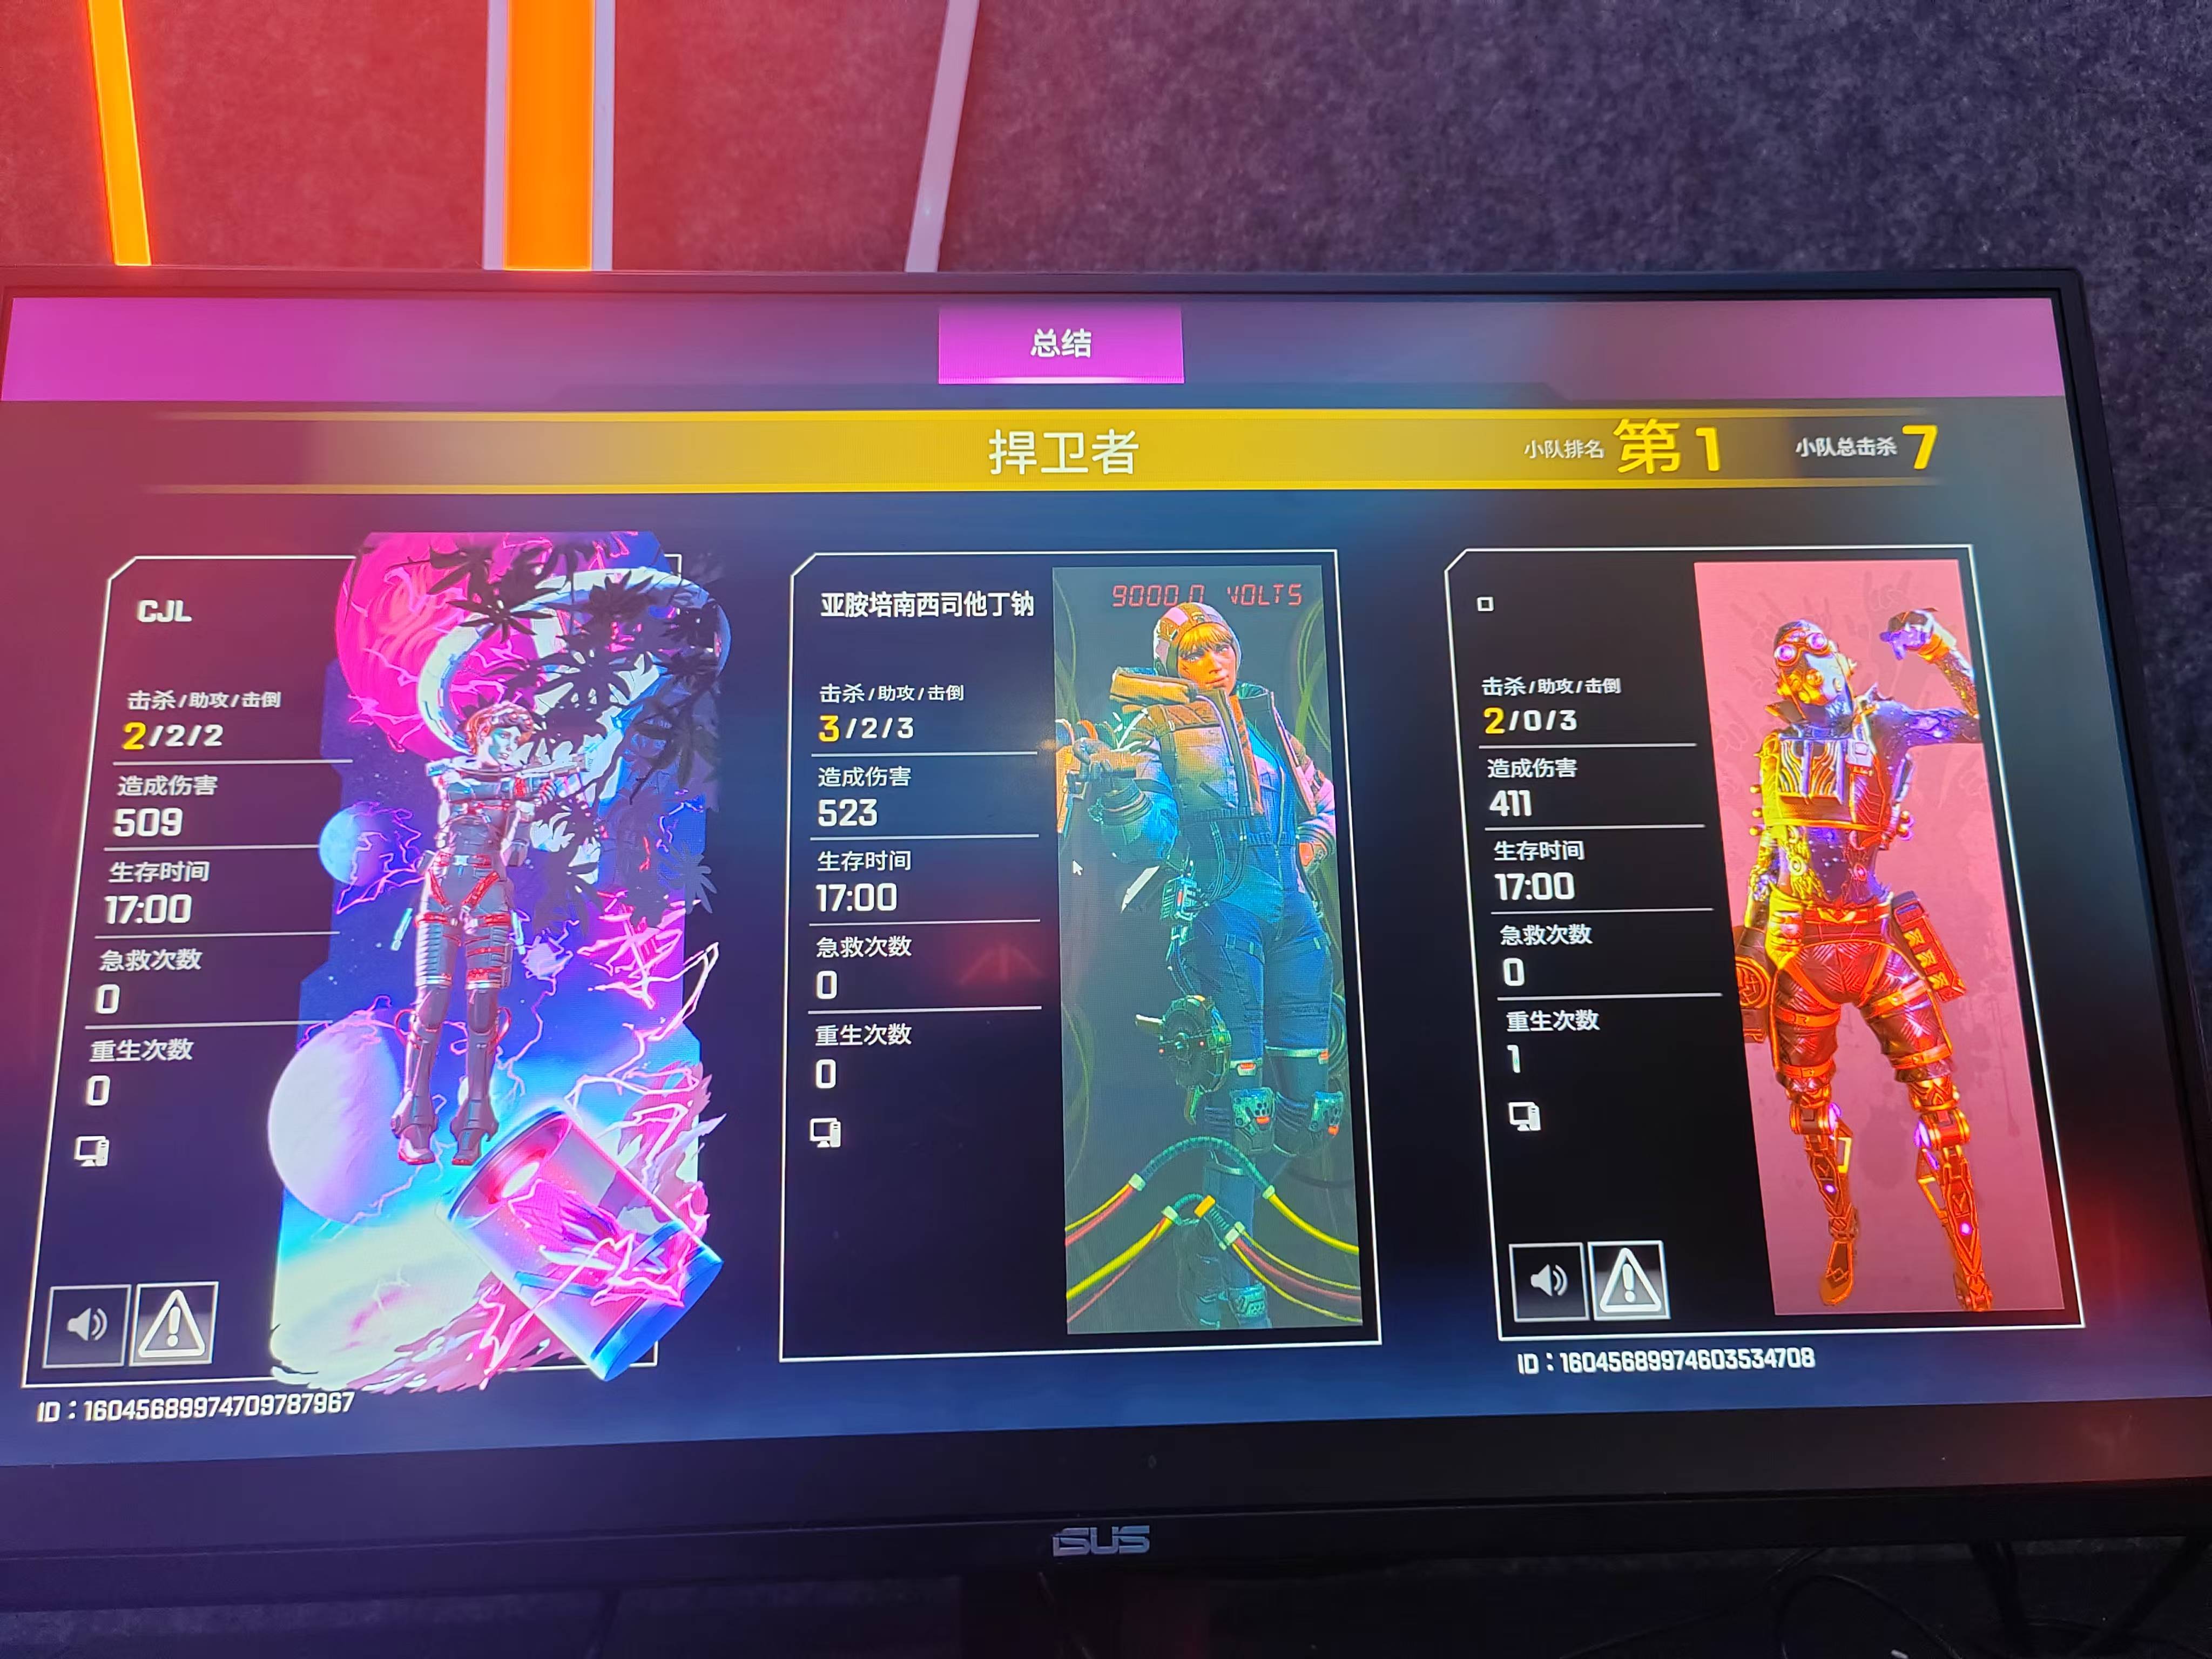 总结
捍卫者
小队排名 第1 小队总击杀 7
CJL
击杀/助攻/击倒
2/2/2
造成伤害
509
生存时间
17:00
急救次数
0
重生次数
0
ID：16045689974709787967
亚胺培南西司他丁钠
击杀/助攻/击倒
3/2/3
造成伤害
523
生存时间
17:00
急救次数
0
重生次数
0
9000.0 VOLTS
击杀/助攻/击倒
2/0/3
造成伤害
411
生存时间
17:00
急救次数
0
重生次数
1
ID：16045689974603534708
ASUS